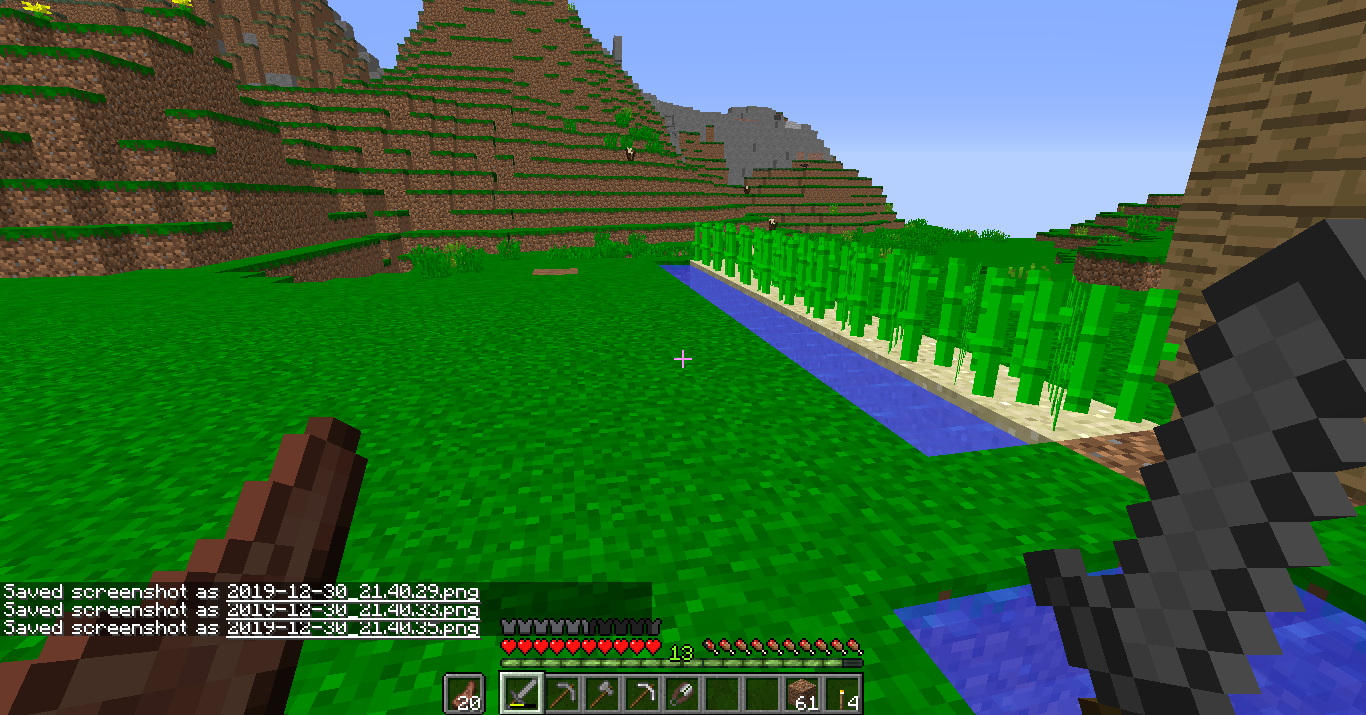 Saved screenshot as 2019-12-30_21.40.29.png
Saved screenshot as 2019-12-30_21.40.33.png
Saved screenshot as 2019-12-30_21.40.35.png
13
20
61
4